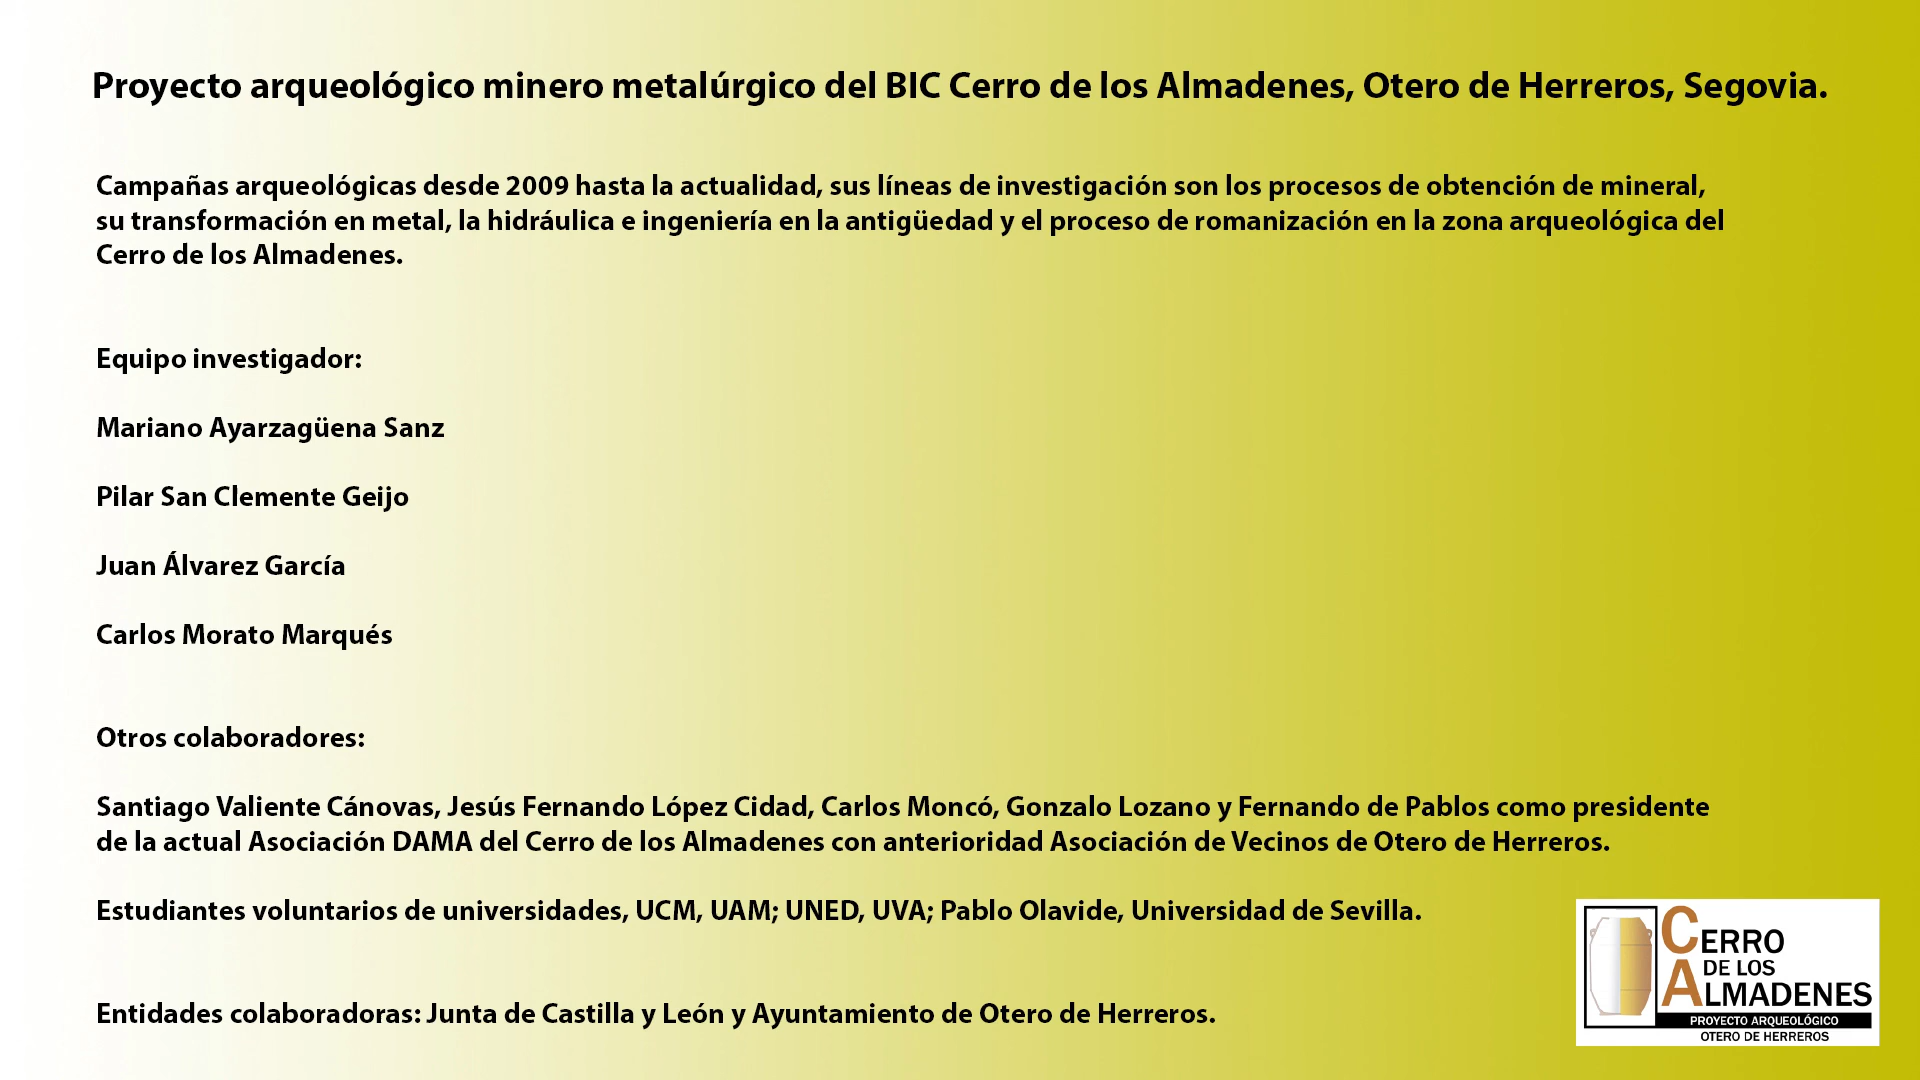 Proyecto arqueológico minero metalúrgico del BIC Cerro de los Almadenes, Otero de Herreros, Segovia.
Campañas arqueológicas desde 2009 hasta la actualidad, sus líneas de investigación son los procesos de obtención de mineral,
su transformación en metal, la hidráulica e ingeniería en la antigüedad y el proceso de romanización en la zona arqueológica del
Cerro de los Almadenes.
Equipo investigador:
Mariano Ayarzagüena Sanz
Pilar San Clemente Geijo
Juan Álvarez García
Carlos Morato Marqués
Otros colaboradores:
Santiago Valiente Cánovas, Jesús Fernando López Cidad, Carlos Moncó, Gonzalo Lozano y Fernando de Pablos como presidente
de la actual Asociación DAMA del Cerro de los Almadenes con anterioridad Asociación de Vecinos de Otero de Herreros.
Estudiantes voluntarios de universidades, UCM, UAM; UNED, UVA; Pablo Olavide, Universidad de Sevilla.
Entidades colaboradoras: Junta de Castilla y León y Ayuntamiento de Otero de Herreros.
CERRO
DE LOS
ALMADENES
PROYECTO ARQUEOLÓGICO
OTERO DE HERREROS